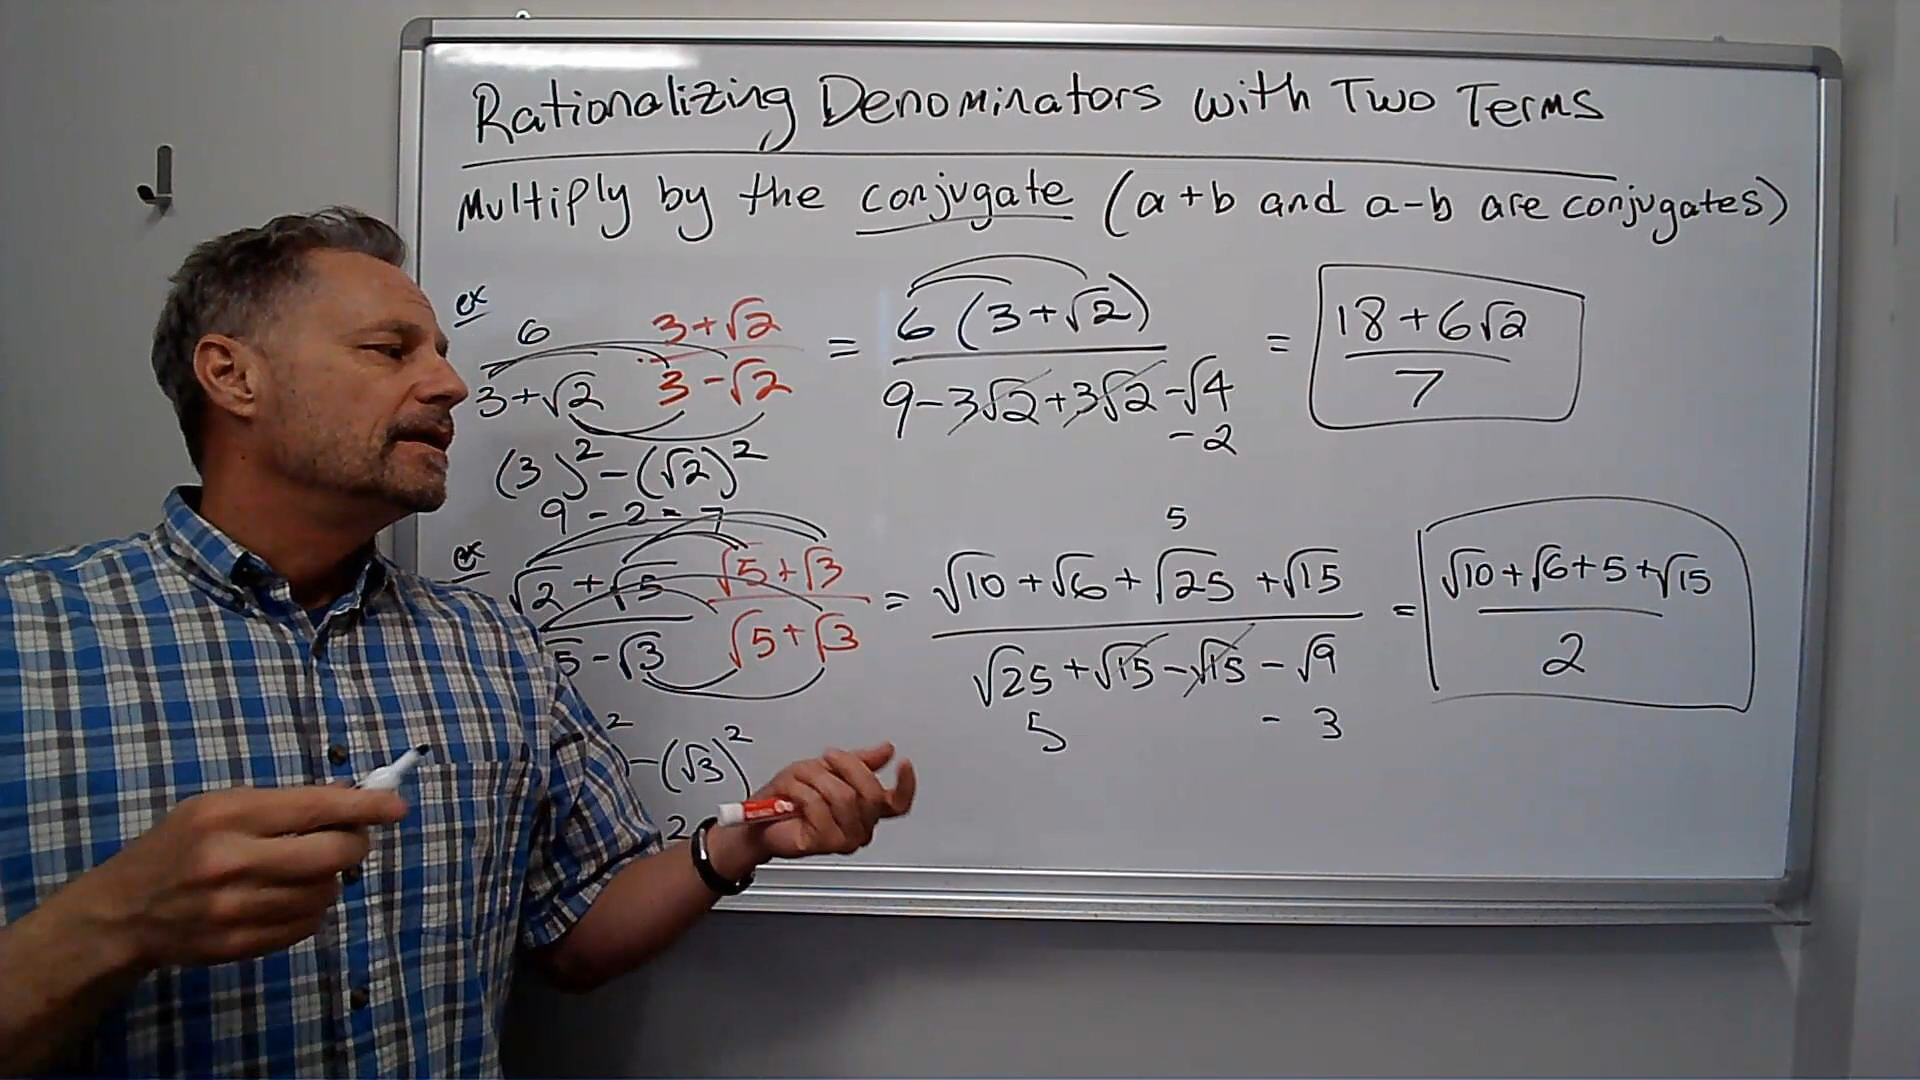 Rationalizing Denominators with Two Terms
Multiply by the conjugate (a+b and a-b are conjugates)
ex
6 / 3+√2 3+√2 / 3-√2 = 6(3+√2) / 9-3√2+3√2-√4 = 18+6√2 / 7
-2
(3)²-(√2)²
9-2=7
5
ex
√2+√5 / 5-√3 √5+√3 / √5+√3 = √10+√6+√25+√15 / √25+√15-√15-√9 = √10+√6+5+√15 / 2
5 -3
²-(√3)²
2